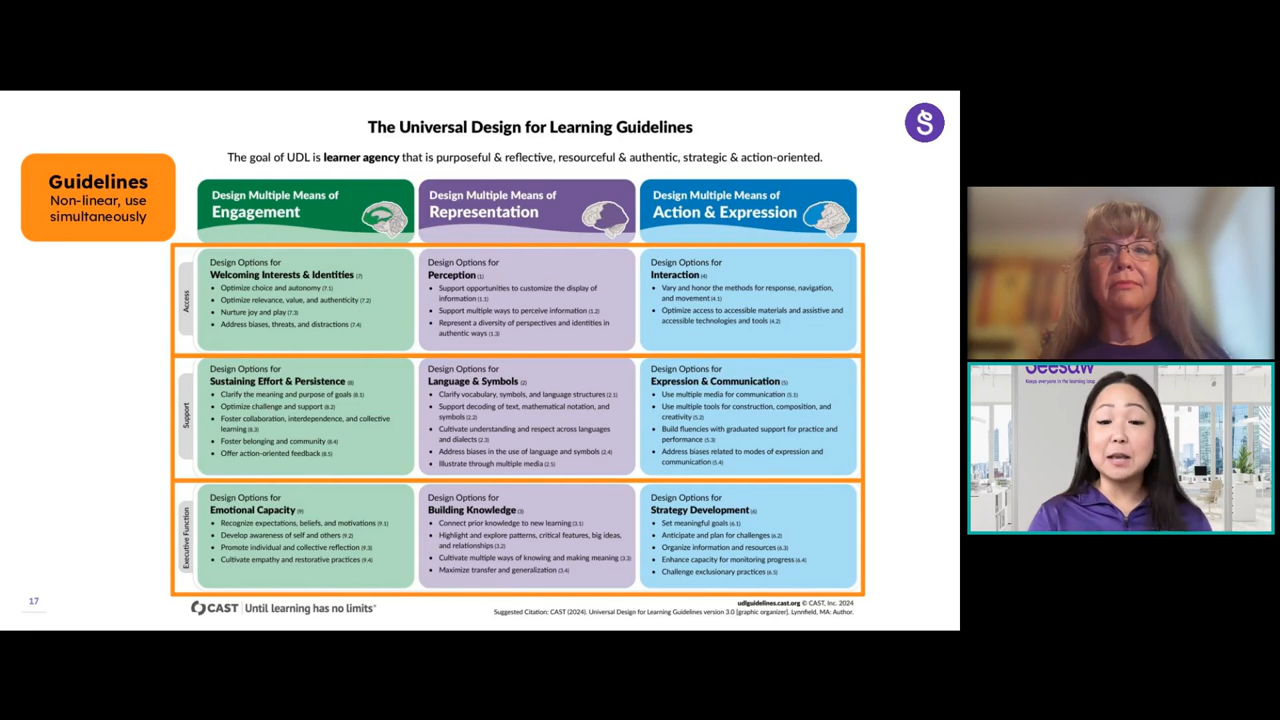 The Universal Design for Learning Guidelines
The goal of UDL is learner agency that is purposeful & reflective, resourceful & authentic, strategic & action-oriented.
Guidelines
Non-linear, use
simultaneously
Design Multiple Means of
Engagement
Design Multiple Means of
Representation
Design Multiple Means of
Action & Expression
Access
Design Options for
Welcoming Interests & Identities (7)
• Optimize choice and autonomy (7.1)
• Optimize relevance, value, and authenticity (7.2)
• Nurture joy and play (7.3)
• Address biases, threats, and distractions (7.4)
Design Options for
Perception (1)
• Support opportunities to customize the display of
information (1.1)
• Support multiple ways to perceive information (1.2)
• Represent a diversity of perspectives and identities in
authentic ways (1.3)
Design Options for
Interaction (4)
• Vary and honor the methods for response, navigation,
and movement (4.1)
• Optimize access to accessible materials and assistive and
accessible technologies and tools (4.2)
Support
Design Options for
Sustaining Effort & Persistence (8)
• Clarify the meaning and purpose of goals (8.1)
• Optimize challenge and support (8.2)
• Foster collaboration, interdependence, and collective
learning (8.3)
• Foster belonging and community (8.4)
• Offer action-oriented feedback (8.5)
Design Options for
Language & Symbols (2)
• Clarify vocabulary, symbols, and language structures (2.1)
• Support decoding of text, mathematical notation, and
symbols (2.2)
• Cultivate understanding and respect across languages
and dialects (2.3)
• Address biases in the use of language and symbols (2.4)
• Illustrate through multiple media (2.5)
Design Options for
Expression & Communication (5)
• Use multiple media for communication (5.1)
• Use multiple tools for construction, composition, and
creativity (5.2)
• Build fluencies with graduated support for practice and
performance (5.3)
• Address biases related to modes of expression and
communication (5.4)
Executive Function
Design Options for
Emotional Capacity (9)
• Recognize expectations, beliefs, and motivations (9.1)
• Develop awareness of self and others (9.2)
• Promote individual and collective reflection (9.3)
• Cultivate empathy and restorative practices (9.4)
Design Options for
Building Knowledge (3)
• Connect prior knowledge to new learning (3.1)
• Highlight and explore patterns, critical features, big ideas,
and relationships (3.2)
• Cultivate multiple ways of knowing and making meaning (3.3)
• Maximize transfer and generalization (3.4)
Design Options for
Strategy Development (6)
• Set meaningful goals (6.1)
• Anticipate and plan for challenges (6.2)
• Organize information and resources (6.3)
• Enhance capacity for monitoring progress (6.4)
• Challenge exclusionary practices (6.5)
17
CAST | Until learning has no limits®
udlguidelines.cast.org © CAST, Inc. 2024
Suggested Citation: CAST (2024). Universal Design for Learning Guidelines version 3.0 [graphic organizer]. Lynnfield, MA: Author.
Seesaw
Keeps everyone in the learning loop